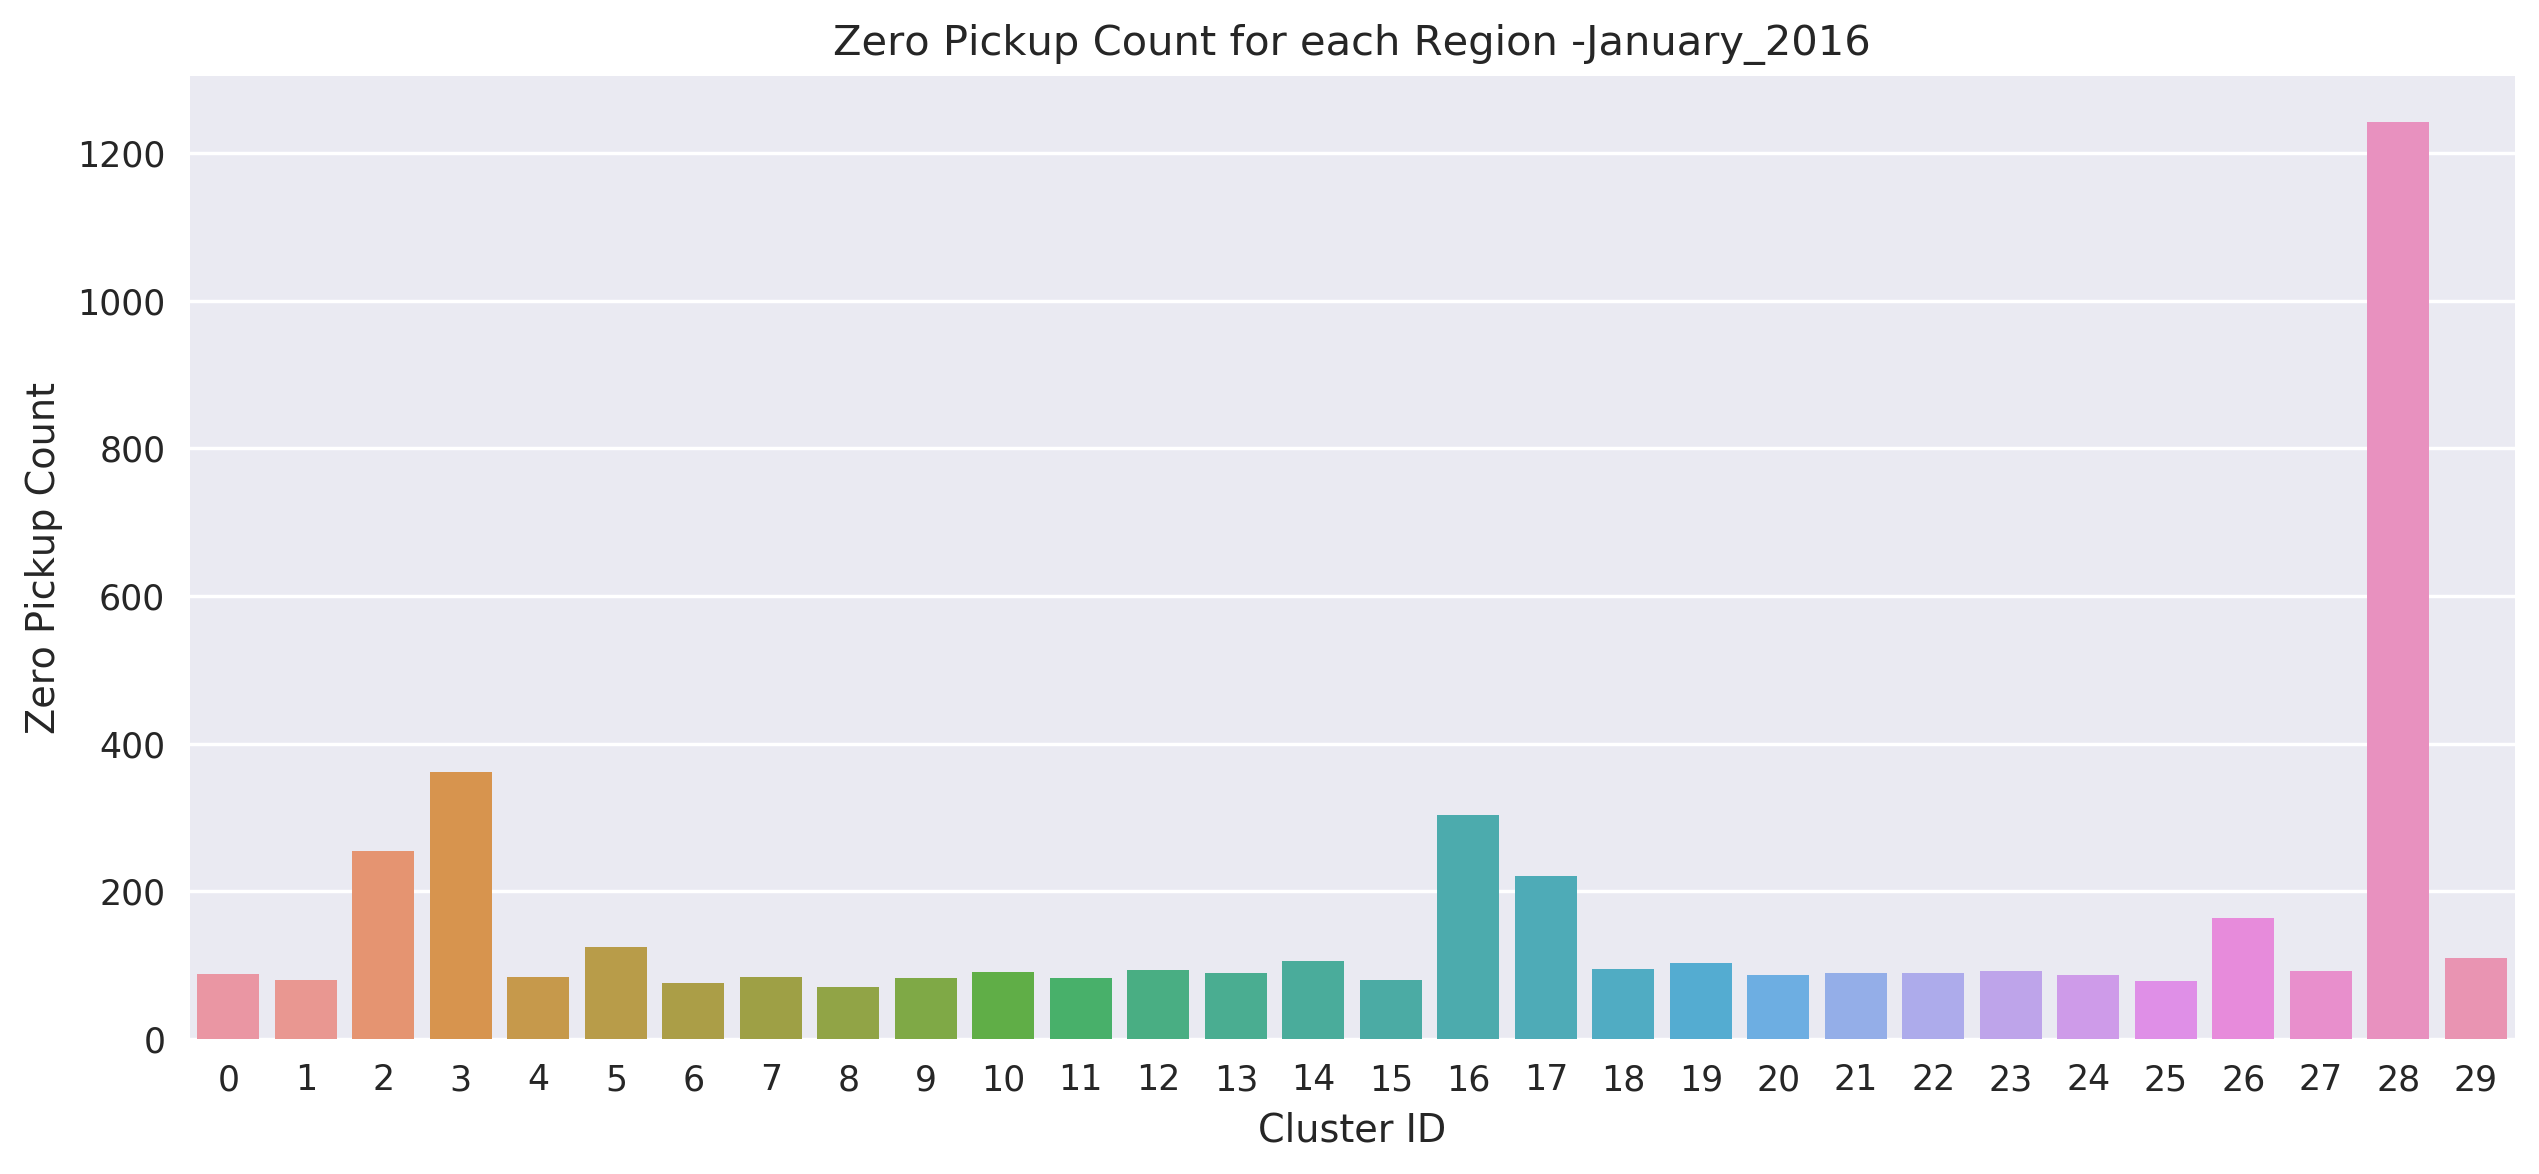 Zero Pickup Count for each Region -January_2016
Zero Pickup Count
1200
1000
800
600
400
200
0
0 1 2 3 4 5 6 7 8 9 10 11 12 13 14 15 16 17 18 19 20 21 22 23 24 25 26 27 28 29
Cluster ID